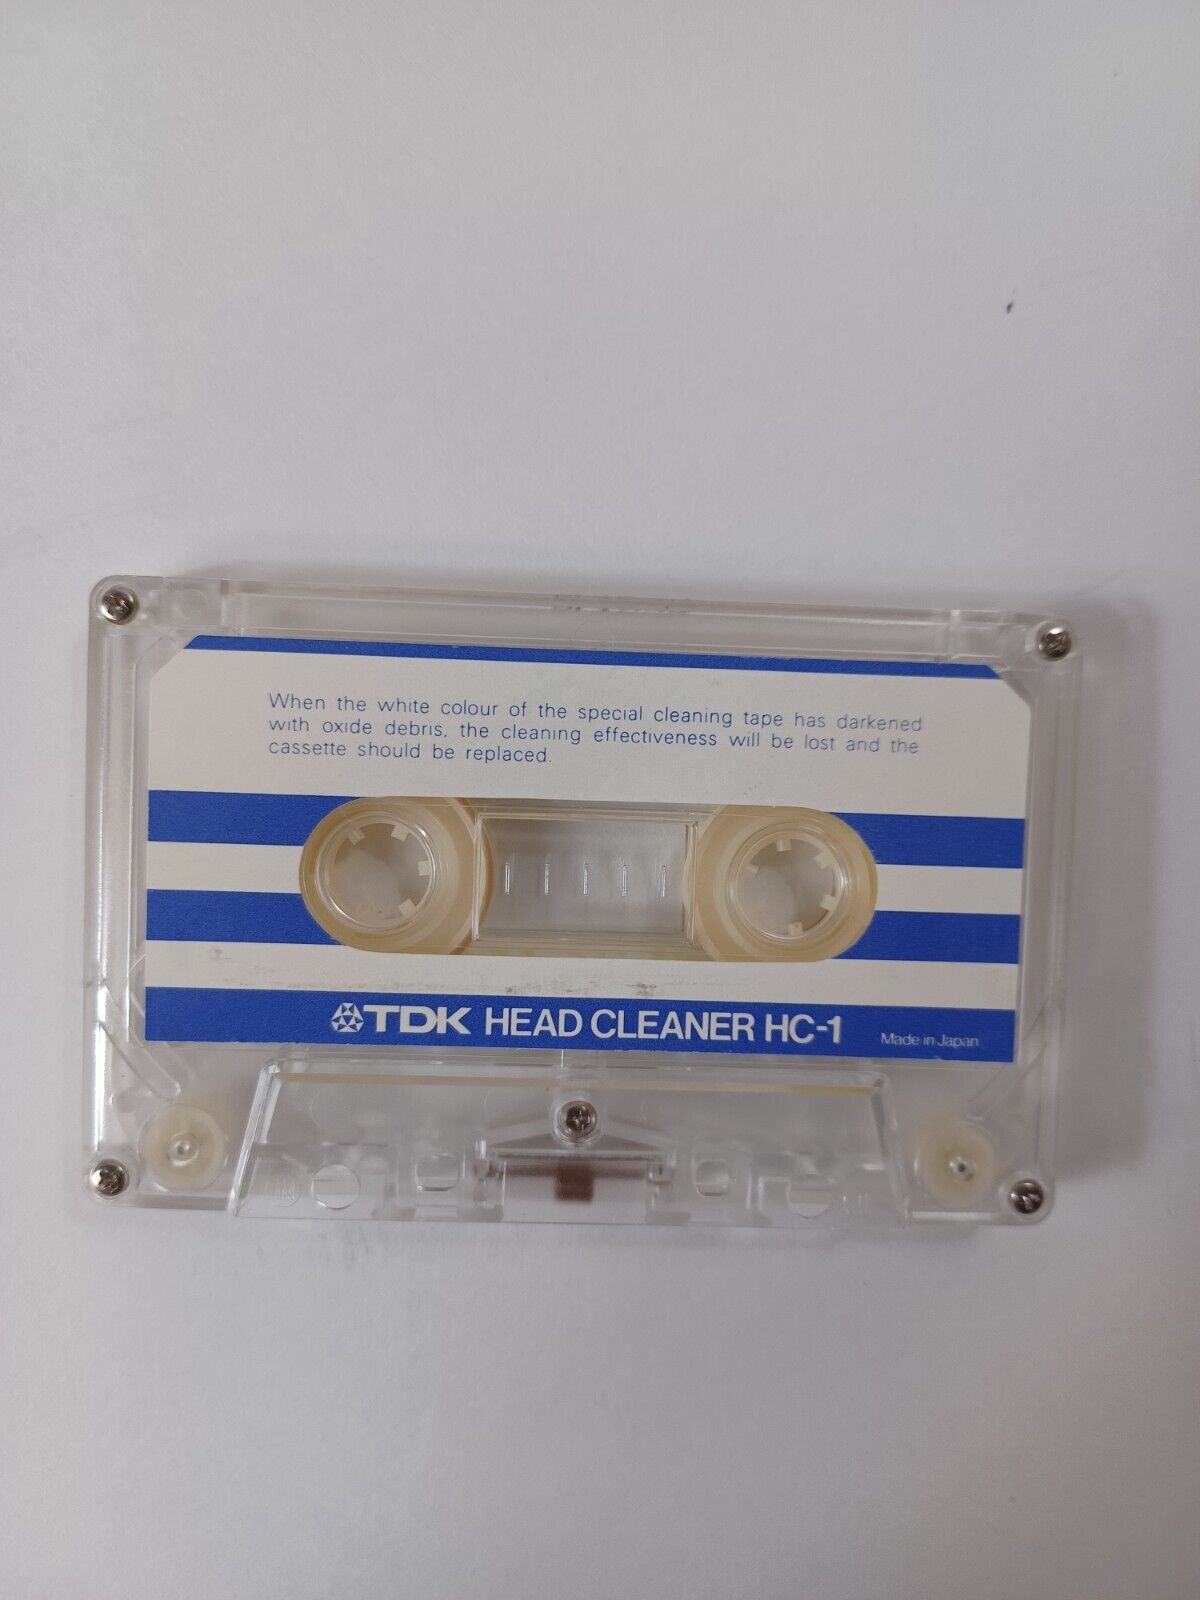 When the white colour of the special cleaning tape has darkened
with oxide debris, the cleaning effectiveness will be lost and the
cassette should be replaced.
TDK HEAD CLEANER HC-1
Made in Japan